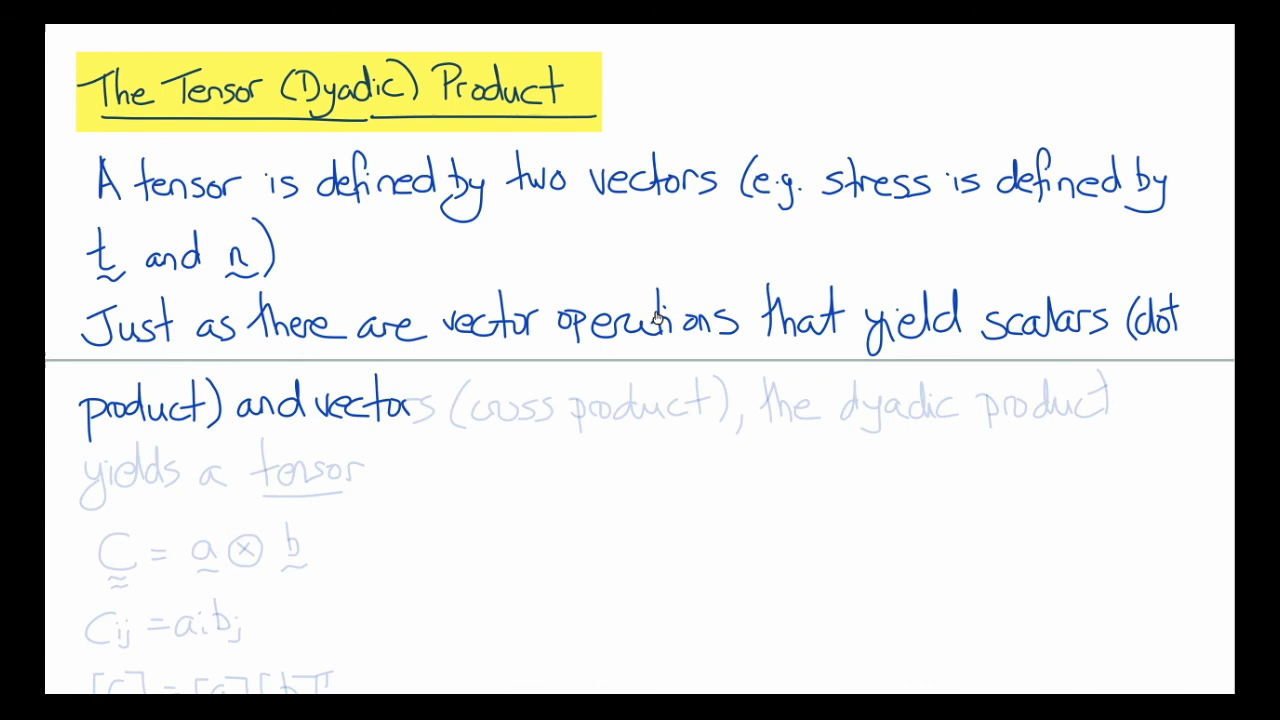 The Tensor (Dyadic) Product
A tensor is defined by two vectors (e.g. stress is defined by
t and n)
Just as there are vector operations that yield scalars (dot
product) and vectors (cross product), the dyadic product
yields a tensor
C = a ⊗ b
Cij = aibj
[C] = [a][b]T